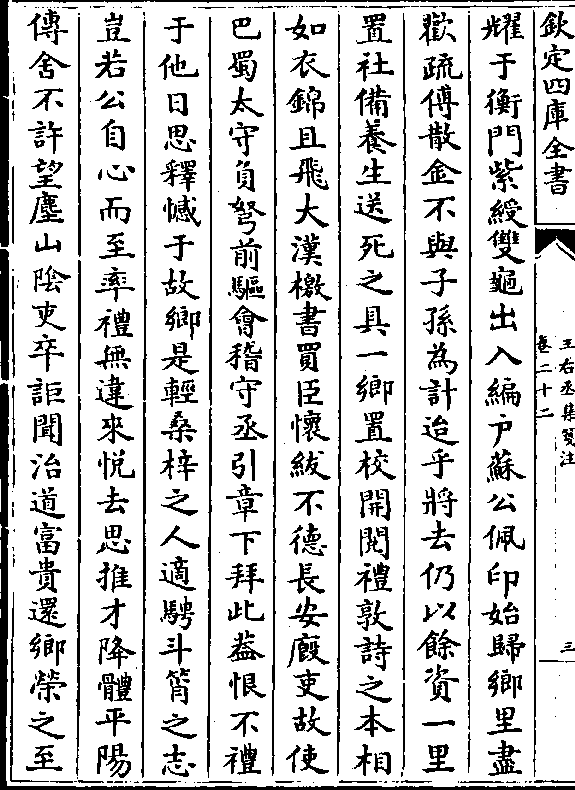 欽定四庫全書
王右丞集箋注
卷二十二
三
耀于衡門紫綬雙龜出入編户蘇公佩印始歸鄉里盡
歡疏傅散金不與子孫為計迨乎將去仍以餘資一里
置社備養生送死之具一鄉置校開閱禮敦詩之本相
如衣錦且飛大漢檄書買臣懷紱不德長安廐吏故使
巴蜀太守負弩前驅會稽守丞引章下拜此葢恨不禮
于他日思釋憾于故鄉是輕桑梓之人適騁斗筲之志
豈若公自心而至率禮無違來悦去思推才降體平陽
傳舍不許望塵山陰吏卒詎聞治道富貴還鄉榮之至